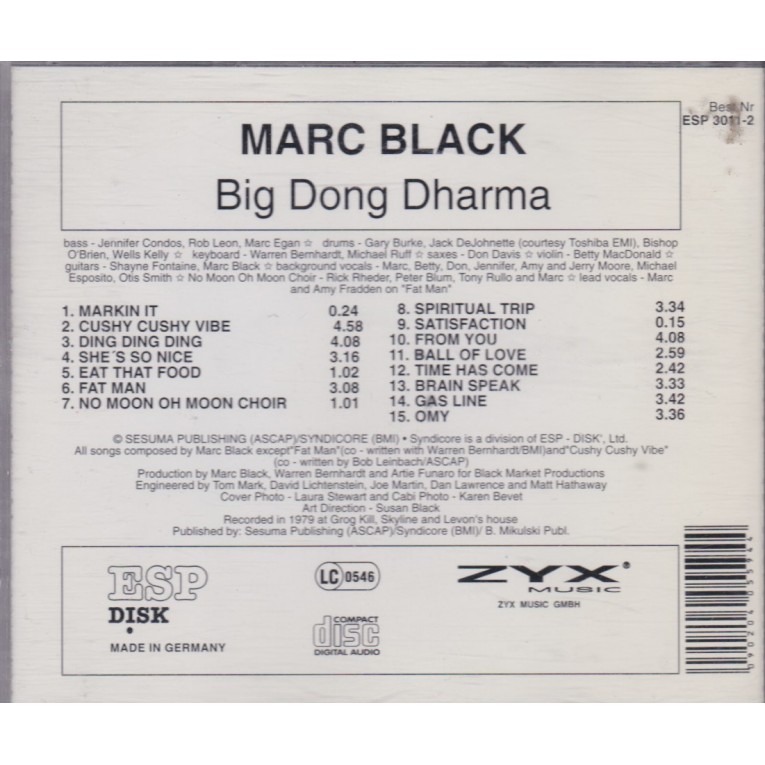 Best.Nr
ESP 3011-2
MARC BLACK
Big Dong Dharma
bass - Jennifer Condos, Rob Leon, Marc Egan ☆ drums - Gary Burke, Jack DeJohnette (courtesy Toshiba EMI), Bishop
O'Brien, Wells Kelly ☆ keyboard - Warren Bernhardt, Michael Ruff ☆ saxes - Don Davis ☆ violin - Betty MacDonald ☆
guitars - Shayne Fontaine, Marc Black ☆ background vocals - Marc, Betty, Don, Jennifer, Amy and Jerry Moore, Michael
Esposito, Otis Smith ☆ No Moon Oh Moon Choir - Rick Rheder, Peter Blum, Tony Rullo and Marc ☆ lead vocals - Marc
and Amy Fradden on "Fat Man"
1. MARKIN IT 0.24
2. CUSHY CUSHY VIBE 4.58
3. DING DING DING 4.08
4. SHE´S SO NICE 3.16
5. EAT THAT FOOD 1.02
6. FAT MAN 3.08
7. NO MOON OH MOON CHOIR 1.01
8. SPIRITUAL TRIP 3.34
9. SATISFACTION 0.15
10. FROM YOU 4.08
11. BALL OF LOVE 2.59
12. TIME HAS COME 2.42
13. BRAIN SPEAK 3.33
14. GAS LINE 3.42
15. OMY 3.36
© SESUMA PUBLISHING (ASCAP)/SYNDICORE (BMI) • Syndicore is a division of ESP - DISK', Ltd.
All songs composed by Marc Black except"Fat Man"(co - written with Warren Bernhardt/BMI)and"Cushy Cushy Vibe"
(co - written by Bob Leinbach/ASCAP)
Production by Marc Black, Warren Bernhardt and Artie Funaro for Black Market Productions
Engineered by Tom Mark, David Lichtenstein, Joe Martin, Dan Lawrence and Matt Hathaway
Cover Photo - Laura Stewart and Cabi Photo - Karen Bevet
Art Direction - Susan Black
Recorded in 1979 at Grog Kill, Skyline and Levon's house
Published by: Sesuma Publishing (ASCAP)/Syndicore (BMI)/ B. Mikulski Publ.
ESP
DISK
MADE IN GERMANY
LC 0546
COMPACT
disc
DIGITAL AUDIO
ZYX®
MUSIC
ZYX MUSIC GMBH
090204055944